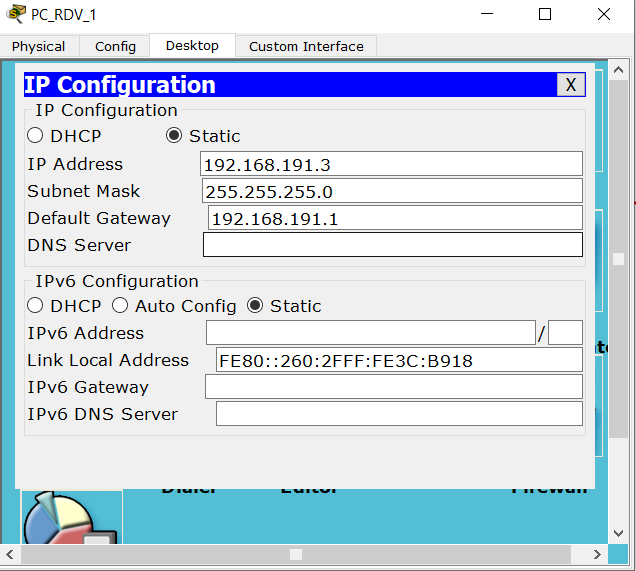 PC_RDV_1
Physical Config Desktop Custom Interface
IP Configuration X
IP Configuration
DHCP Static
IP Address 192.168.191.3
Subnet Mask 255.255.255.0
Default Gateway 192.168.191.1
DNS Server
IPv6 Configuration
DHCP Auto Config Static
IPv6 Address /
Link Local Address FE80::260:2FFF:FE3C:B918
IPv6 Gateway
IPv6 DNS Server
Dialer Editor Firewall